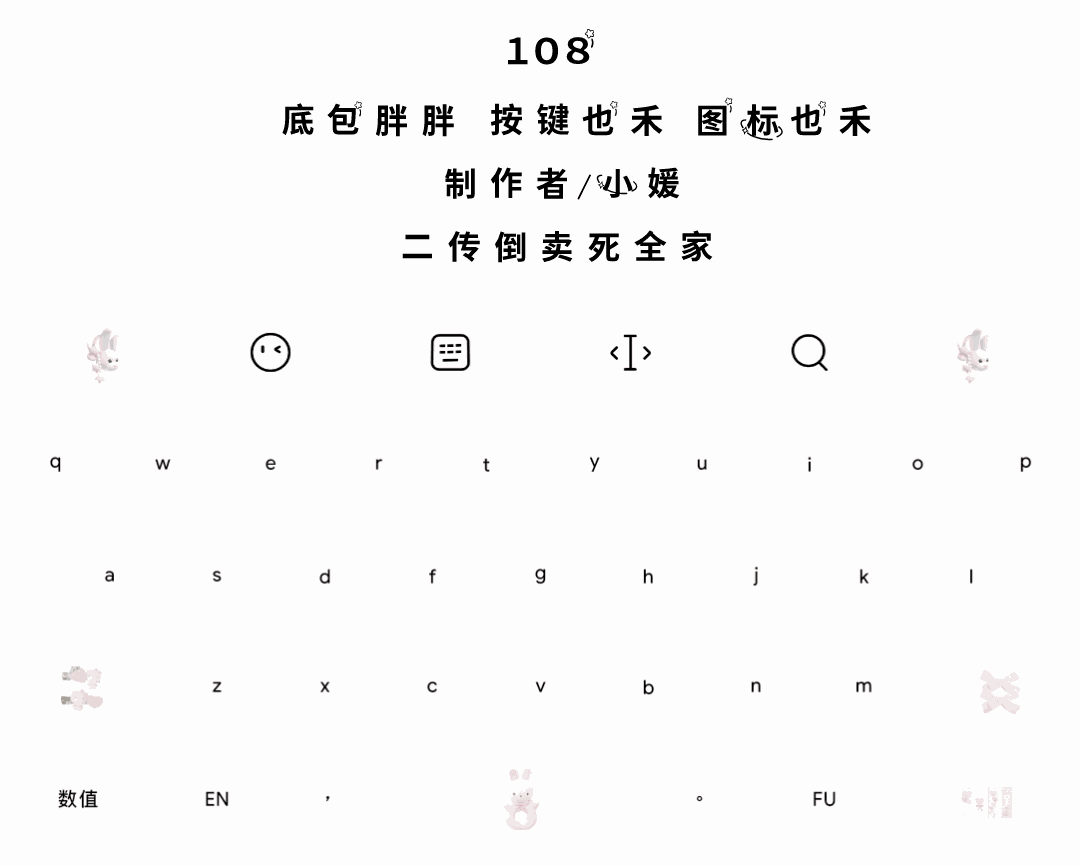 108
底包胖胖 按键也禾 图标也禾
制作者/小媛
二传倒卖死全家
q w e r t y u i o p
a s d f g h j k l
z x c v b n m
数值 EN , 。 FU